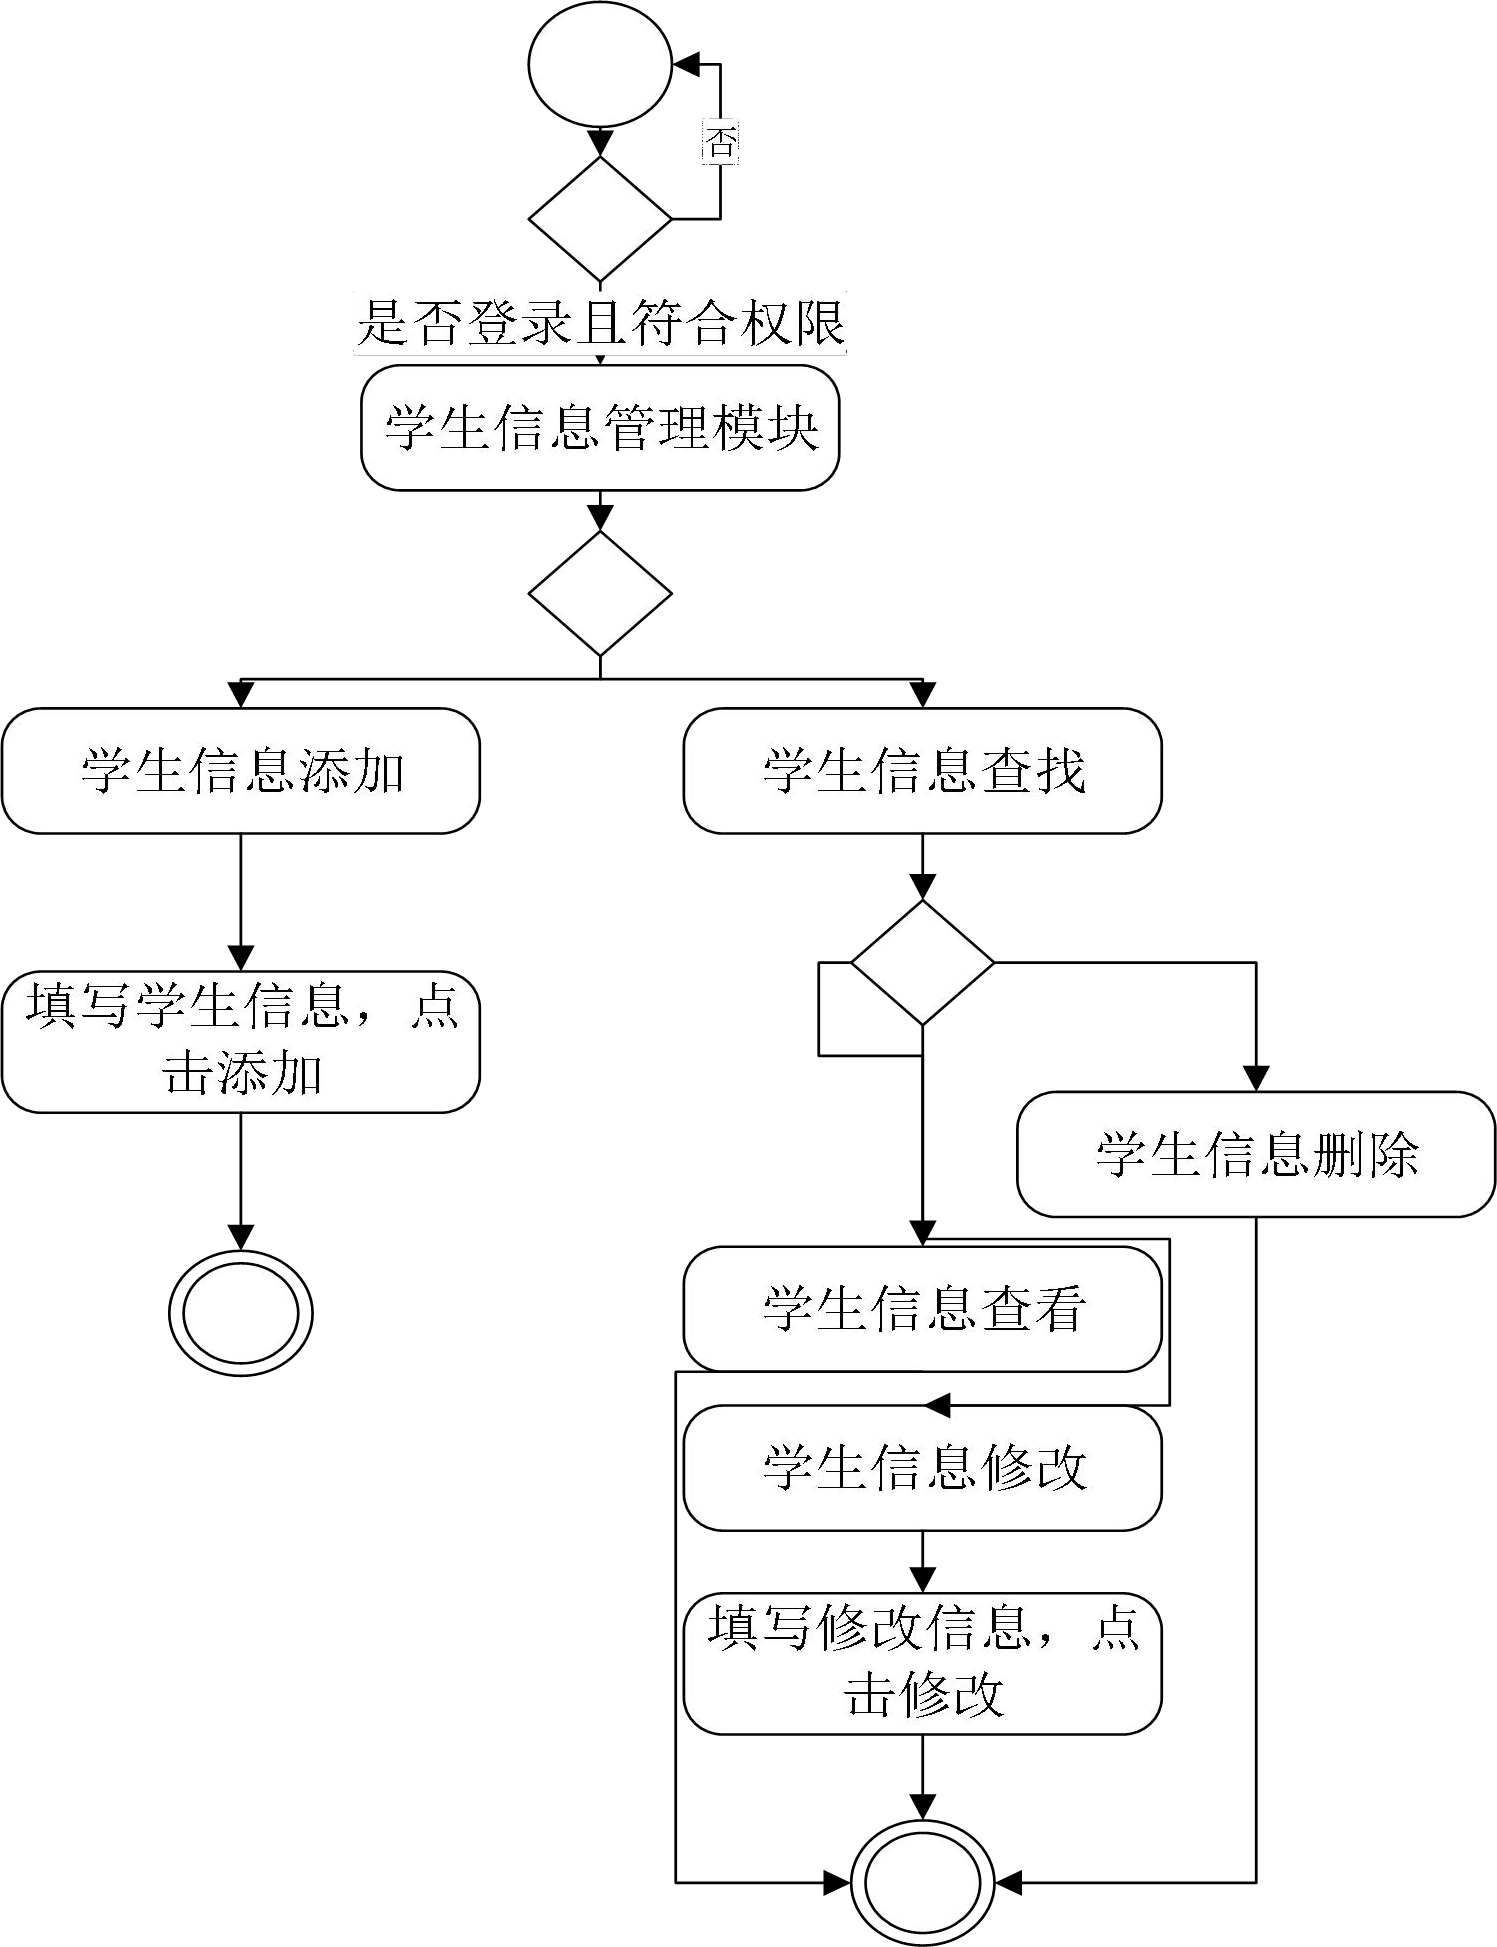 否
是否登录且符合权限
学生信息管理模块
学生信息添加
学生信息查找
填写学生信息，点
击添加
学生信息删除
学生信息查看
学生信息修改
填写修改信息，点
击修改